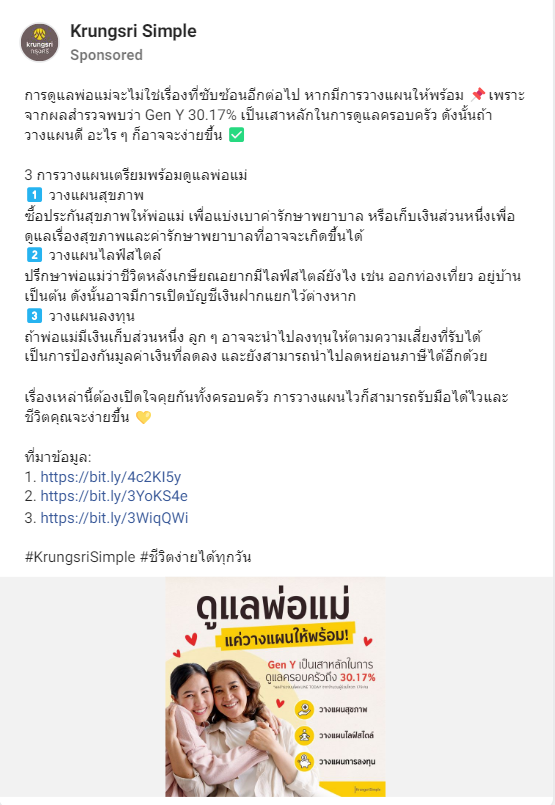 Krungsri Simple
krungsri
กรุงศรี
Sponsored
การดูแลพ่อแม่จะไม่ใช่เรื่องที่ซับซ้อนอีกต่อไป หากมีการวางแผนให้พร้อม 📌 เพราะ
จากผลสำรวจพบว่า Gen Y 30.17% เป็นเสาหลักในการดูแลครอบครัว ดังนั้นถ้า
วางแผนดี อะไร ๆ ก็อาจจะง่ายขึ้น ✅
3 การวางแผนเตรียมพร้อมดูแลพ่อแม่
1️⃣ วางแผนสุขภาพ
ซื้อประกันสุขภาพให้พ่อแม่ เพื่อแบ่งเบาค่ารักษาพยาบาล หรือเก็บเงินส่วนหนึ่งเพื่อ
ดูแลเรื่องสุขภาพและค่ารักษาพยาบาลที่อาจจะเกิดขึ้นได้
2️⃣ วางแผนไลฟ์สไตล์
ปรึกษาพ่อแม่ว่าชีวิตหลังเกษียณอยากมีไลฟ์สไตล์ยังไง เช่น ออกท่องเที่ยว อยู่บ้าน
เป็นต้น ดังนั้นอาจมีการเปิดบัญชีเงินฝากแยกไว้ต่างหาก
3️⃣ วางแผนลงทุน
ถ้าพ่อแม่มีเงินเก็บส่วนหนึ่ง ลูก ๆ อาจจะนำไปลงทุนให้ตามความเสี่ยงที่รับได้
เป็นการป้องกันมูลค่าเงินที่ลดลง และยังสามารถนำไปลดหย่อนภาษีได้อีกด้วย
เรื่องเหล่านี้ต้องเปิดใจคุยกันทั้งครอบครัว การวางแผนไวก็สามารถรับมือได้ไวและ
ชีวิตคุณจะง่ายขึ้น 💛
ที่มาข้อมูล:
1. https://bit.ly/4c2KI5y
2. https://bit.ly/3YoKS4e
3. https://bit.ly/3WiqQWi
#KrungsriSimple #ชีวิตง่ายได้ทุกวัน
ดูแลพ่อแม่
แค่วางแผนให้พร้อม!
Gen Y เป็นเสาหลักในการ
ดูแลครอบครัวถึง 30.17%
วางแผนสุขภาพ
วางแผนไลฟ์สไตล์
วางแผนการลงทุน
#KrungsriSimple